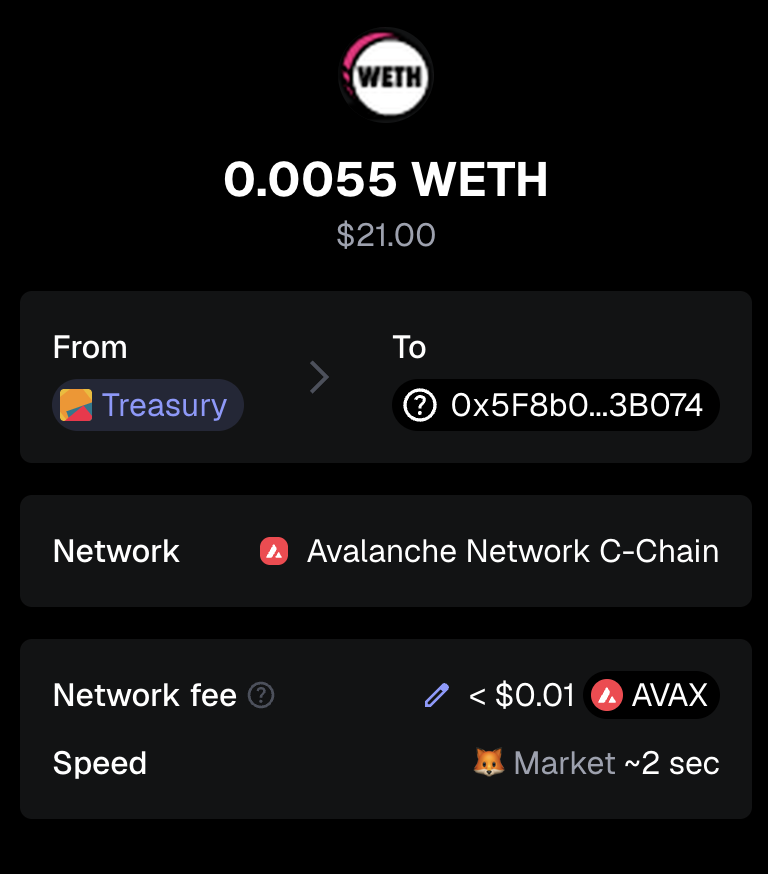 WETH
0.0055 WETH
$21.00
From
To
Treasury
0x5F8b0...3B074
Network
Avalanche Network C-Chain
Network fee
< $0.01
AVAX
Speed
Market ~2 sec